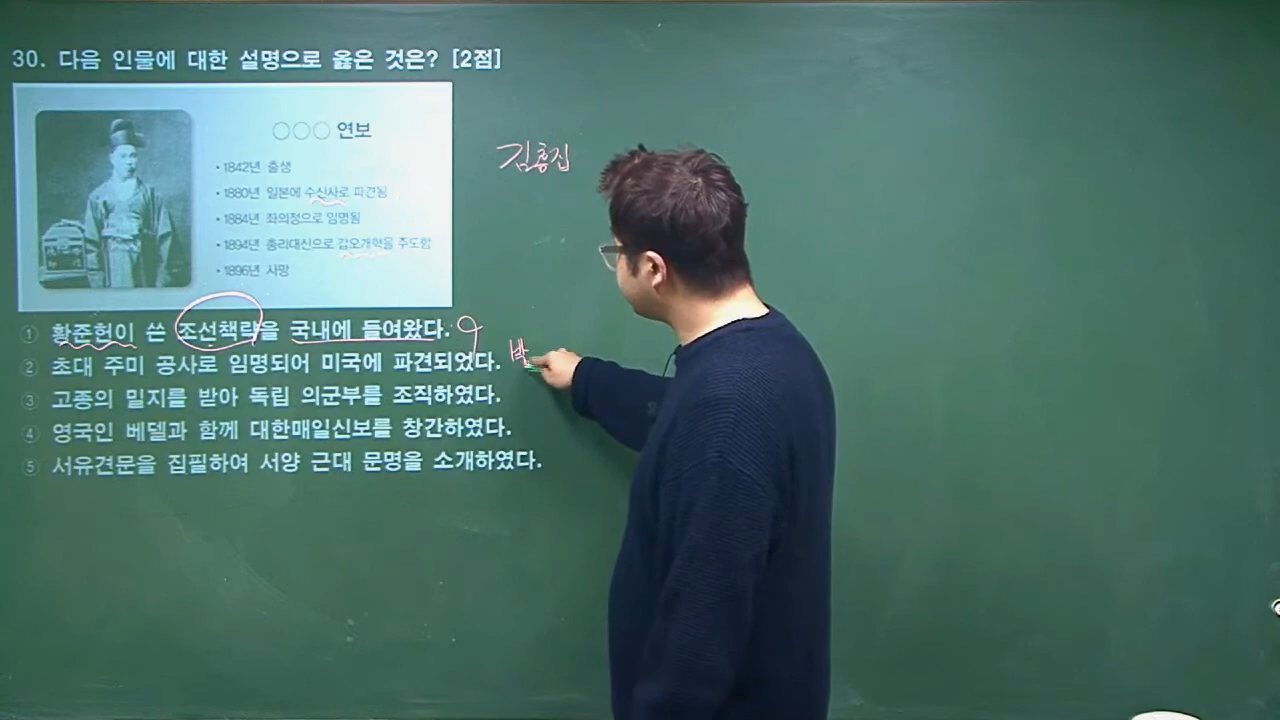 30. 다음 인물에 대한 설명으로 옳은 것은? [2점]
○○○ 연보
• 1842년 출생
• 1880년 일본에 수신사로 파견됨
• 1884년 좌의정으로 임명됨
• 1894년 총리대신으로 갑오개혁을 주도함
• 1896년 사망
김홍집
① 황준헌이 쓴 조선책략을 국내에 들여왔다.
② 초대 주미 공사로 임명되어 미국에 파견되었다.
박
③ 고종의 밀지를 받아 독립 의군부를 조직하였다.
④ 영국인 베델과 함께 대한매일신보를 창간하였다.
⑤ 서유견문을 집필하여 서양 근대 문명을 소개하였다.